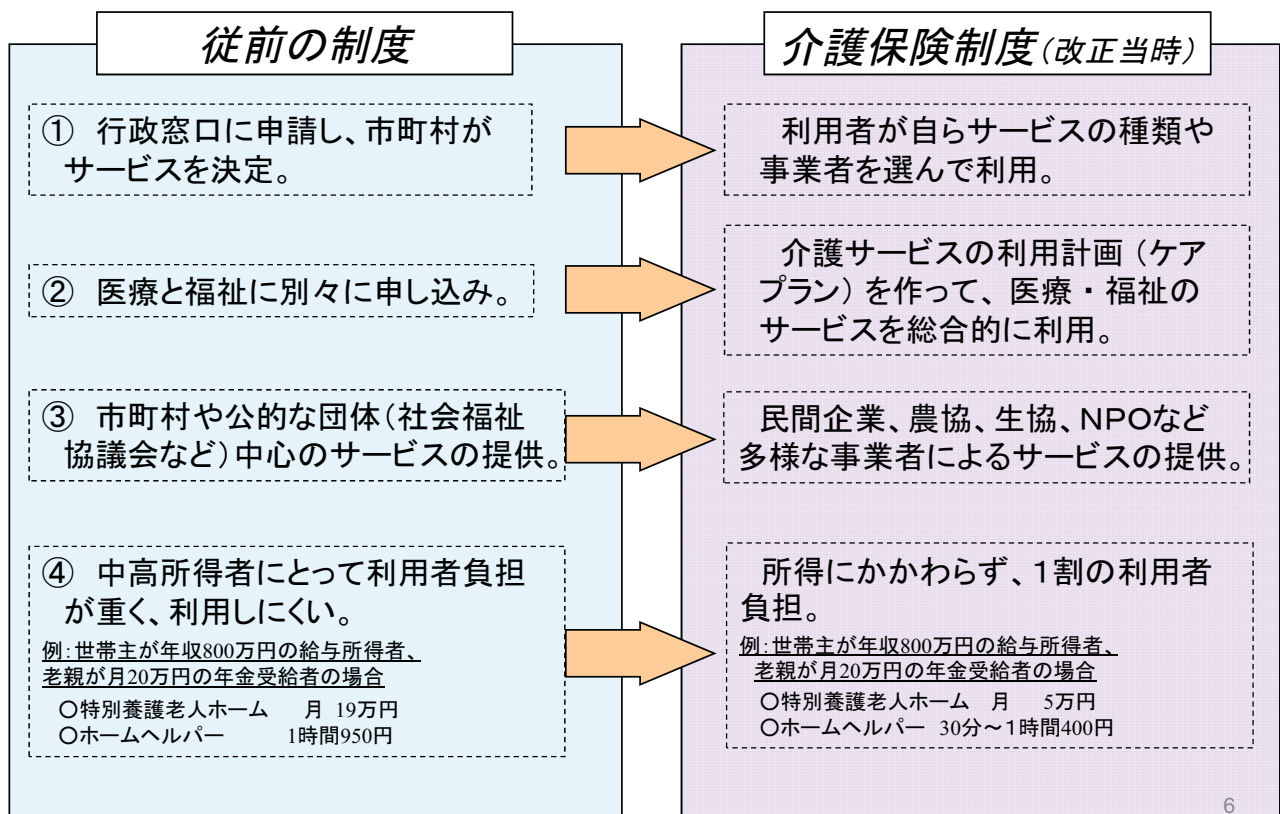 従前の制度
介護保険制度(改正当時)
① 行政窓口に申請し、市町村が
サービスを決定。
利用者が自らサービスの種類や
事業者を選んで利用。
② 医療と福祉に別々に申し込み。
介護サービスの利用計画(ケア
プラン)を作って、医療・福祉の
サービスを総合的に利用。
③ 市町村や公的な団体(社会福祉
協議会など)中心のサービスの提供。
民間企業、農協、生協、NPOなど
多様な事業者によるサービスの提供。
④ 中高所得者にとって利用者負担
が重く、利用しにくい。
例:世帯主が年収800万円の給与所得者、
老親が月20万円の年金受給者の場合
○特別養護老人ホーム 月 19万円
○ホームヘルパー 1時間950円
所得にかかわらず、1割の利用者
負担。
例:世帯主が年収800万円の給与所得者、
老親が月20万円の年金受給者の場合
○特別養護老人ホーム 月 5万円
○ホームヘルパー 30分~1時間400円
6